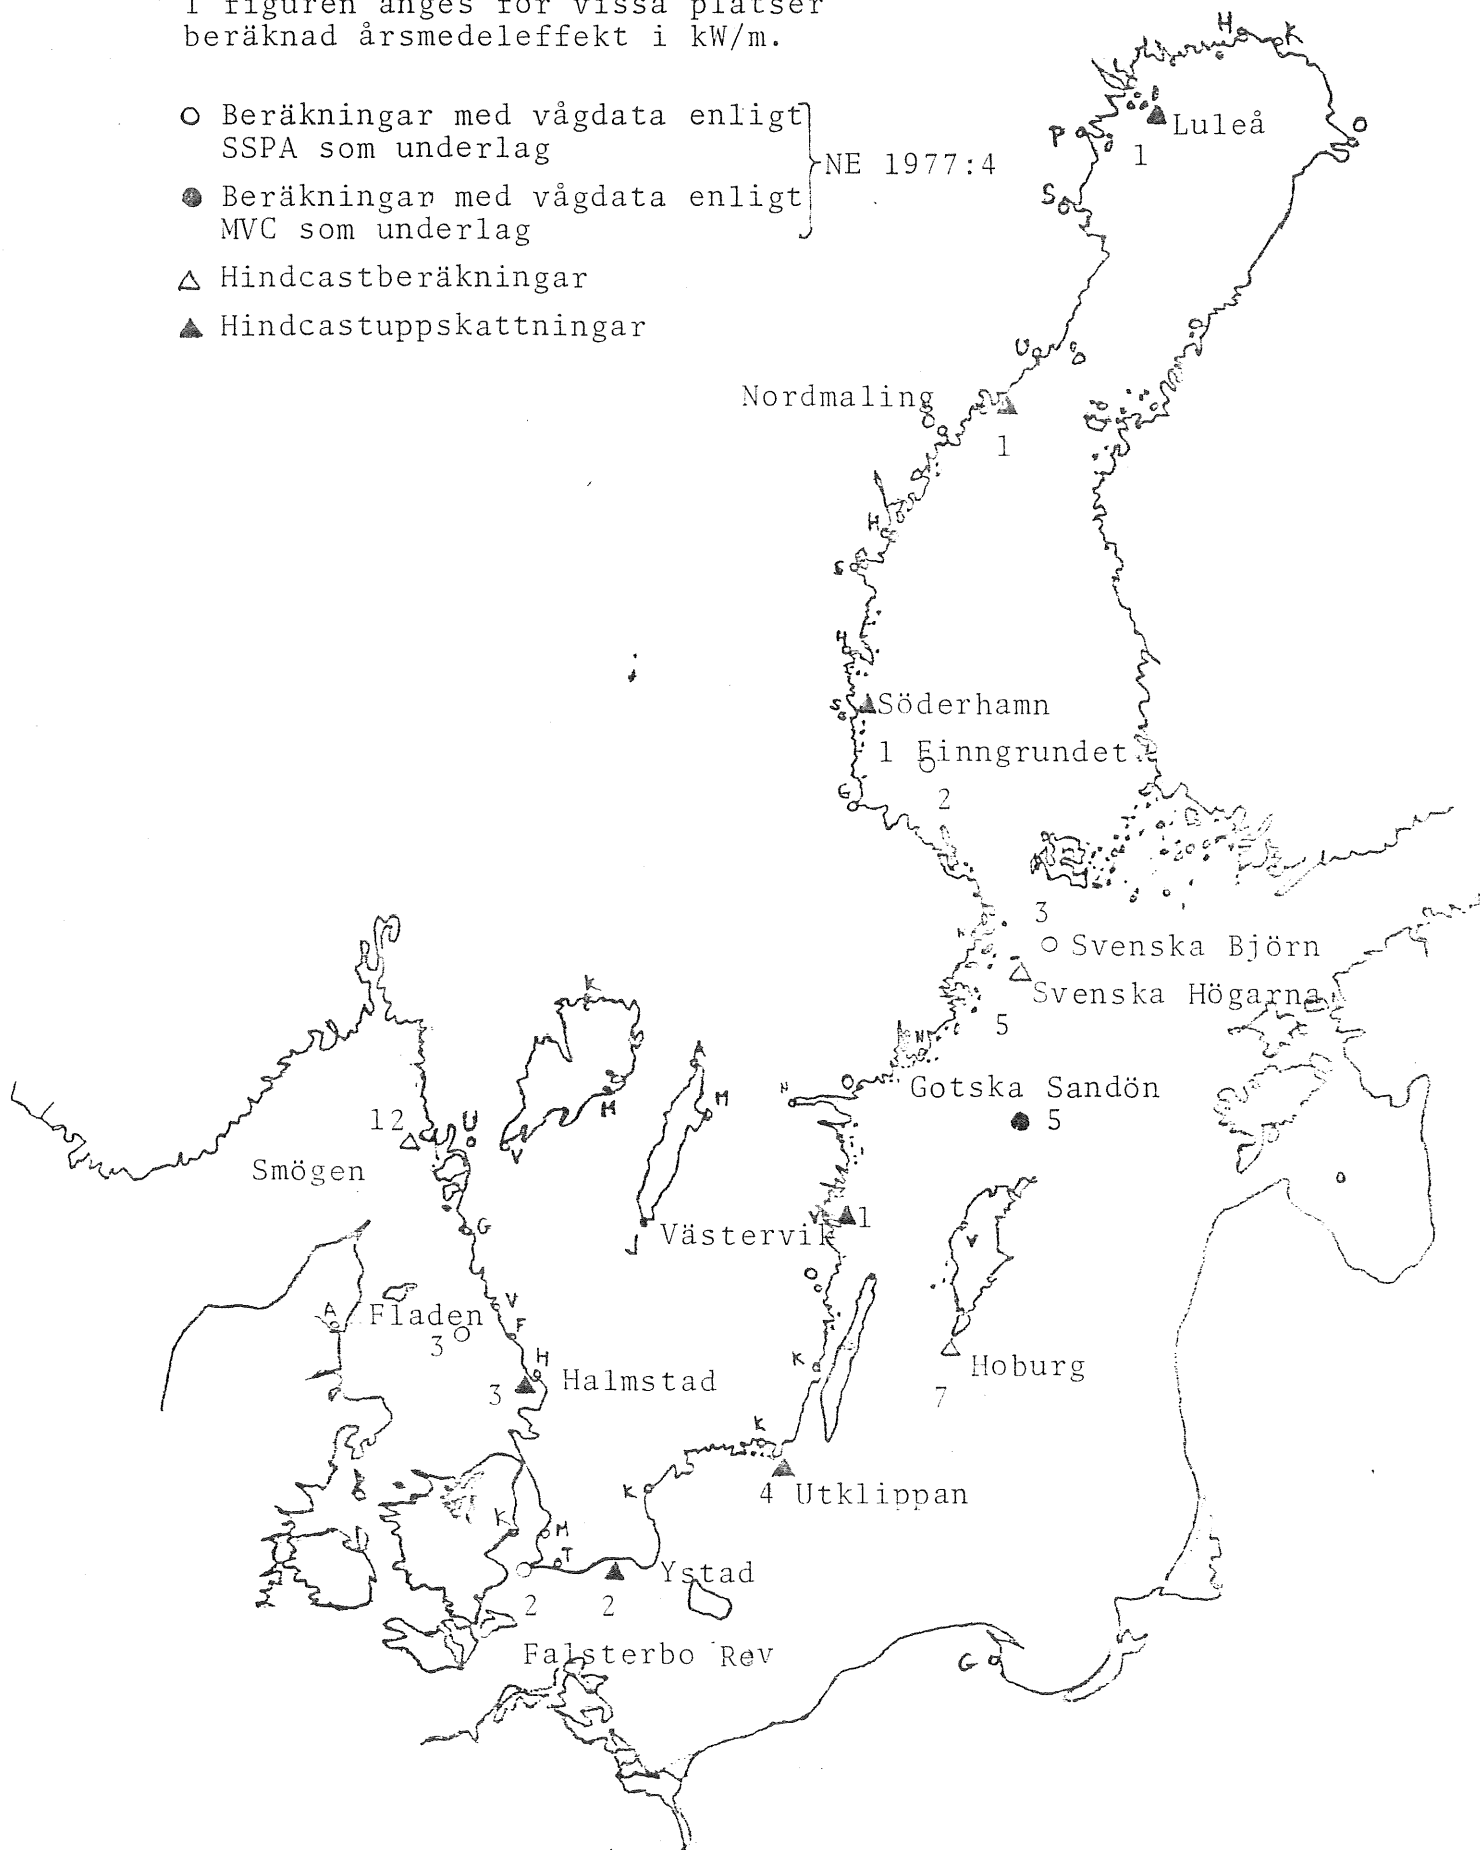 I figuren anges för vissa platser
beräknad årsmedeleffekt i kW/m.
Beräkningar med vågdata enligt
SSPA som underlag
NE 1977:4
Beräkningar med vågdata enligt
MVC som underlag
Hindcastberäkningar
Hindcastuppskattningar
H K
Luleå
P
1
S
U
Nordmaling
1
H
S
H
Söderhamn
S
1 Finngrundet
G
2
3
Svenska Björn
Svenska Högarna
5
K
N
Gotska Sandön
5
A
M
M
N
12
U
V
Smögen
G
V
1
Västervik
J
V
A
Fladen
3
V
F
H
Halmstad
3
K
Hoburg
7
K
4 Utklippan
K
K
M
T
Ystad
2
2
Falsterbo Rev
G